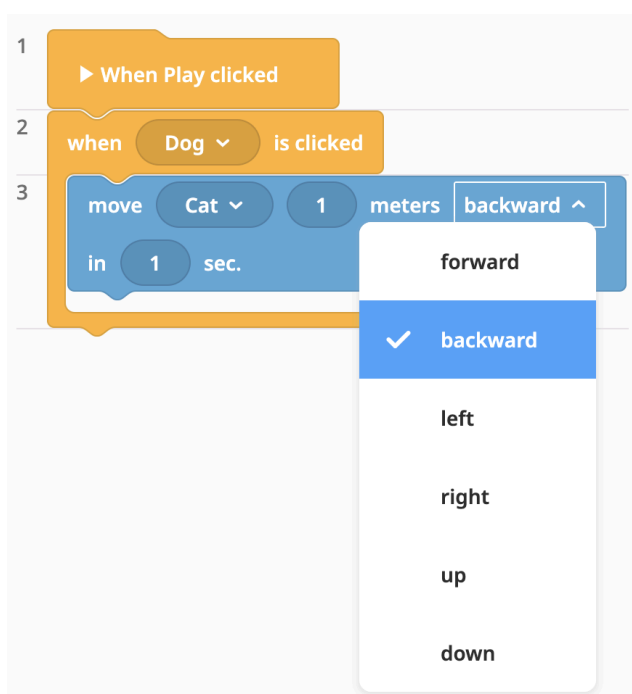 1
When Play clicked
2
when Dog is clicked
3
move Cat 1 meters backward
in 1 sec.
forward
backward
left
right
up
down